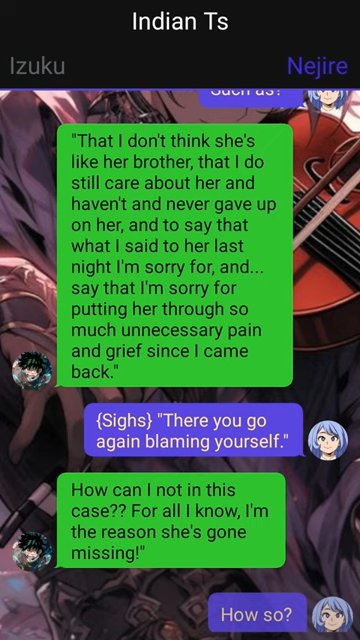 Indian Ts
Izuku
Nejire
Such as?
"That I don't think she's
like her brother, that I do
still care about her and
haven't and never gave up
on her, and to say that
what I said to her last
night I'm sorry for, and...
say that I'm sorry for
putting her through so
much unnecessary pain
and grief since I came
back."
{Sighs} "There you go
again blaming yourself."
How can I not in this
case?? For all I know, I'm
the reason she's gone
missing!"
How so?